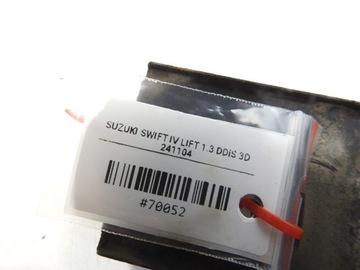 SUZUKI SWIFT IV LIFT 1.3 DDiS 3D
241104
#70052